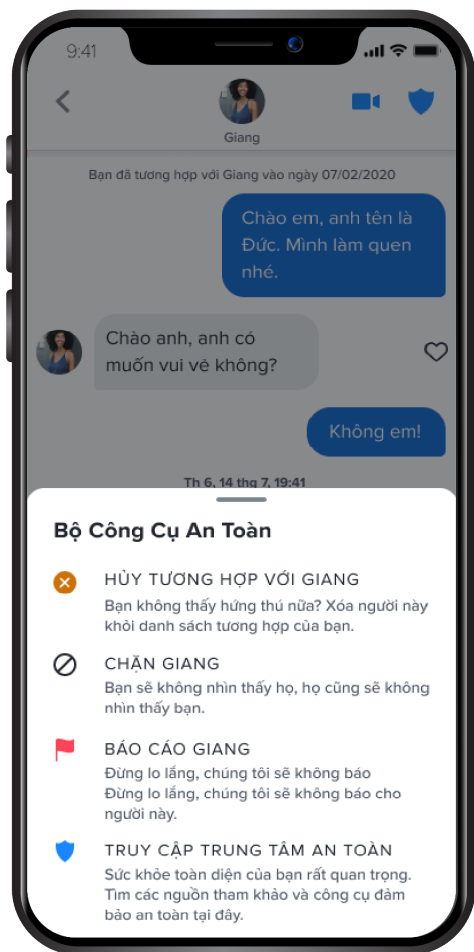 9:41
Giang
Bạn đã tương hợp với Giang vào ngày 07/02/2020
Chào em, anh tên là
Đức. Mình làm quen
nhé.
Chào anh, anh có
muốn vui vẻ không?
Không em!
Th 6, 14 thg 7, 19:41
Bộ Công Cụ An Toàn
HỦY TƯƠNG HỢP VỚI GIANG
Bạn không thấy hứng thú nữa? Xóa người này
khỏi danh sách tương hợp của bạn.
CHẶN GIANG
Bạn sẽ không nhìn thấy họ, họ cũng sẽ không
nhìn thấy bạn.
BÁO CÁO GIANG
Đừng lo lắng, chúng tôi sẽ không báo
Đừng lo lắng, chúng tôi sẽ không báo cho
người này.
TRUY CẬP TRUNG TÂM AN TOÀN
Sức khỏe toàn diện của bạn rất quan trọng.
Tìm các nguồn tham khảo và công cụ đảm
bảo an toàn tại đây.